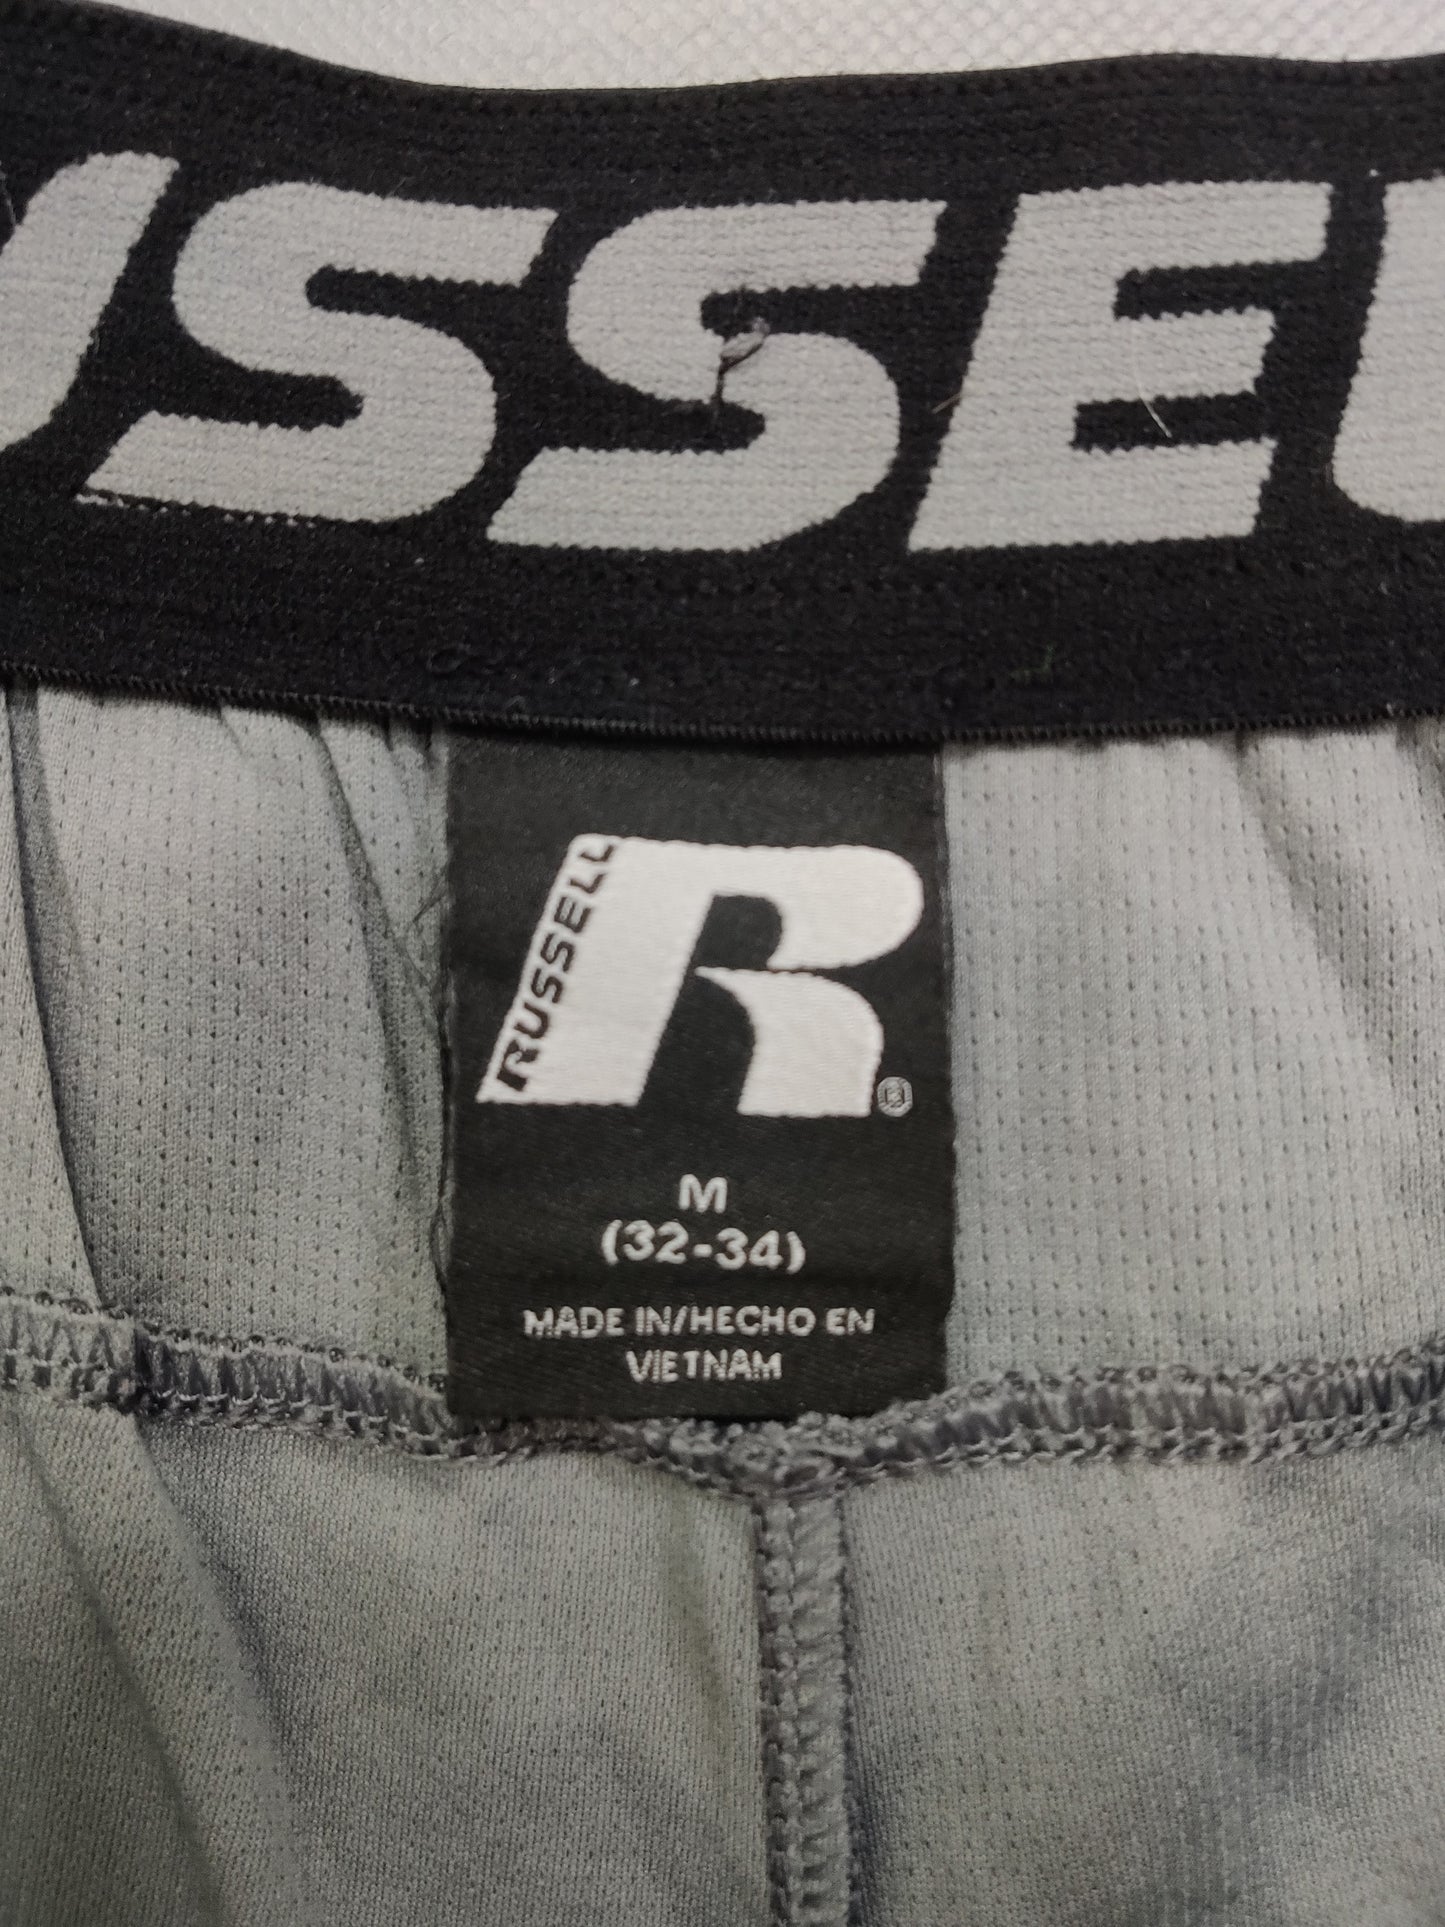 USSEL
RUSSELL
R
®
M
(32-34)
MADE IN/HECHO EN
VIETNAM